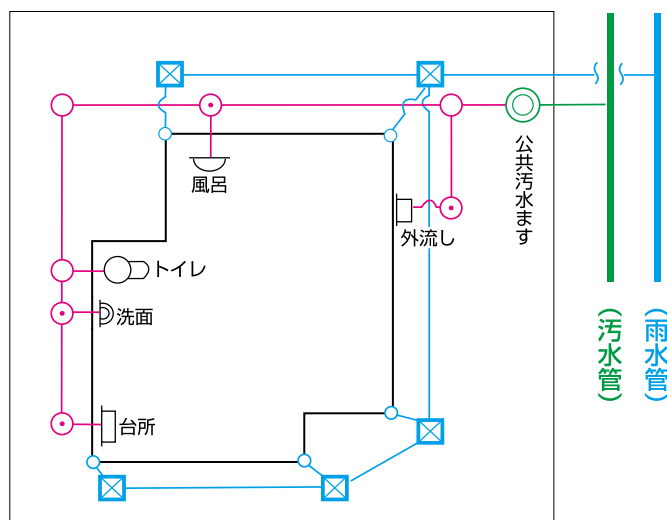 風呂
公共汚水ます
外流し
トイレ
洗面
台所
(汚水管)
(雨水管)